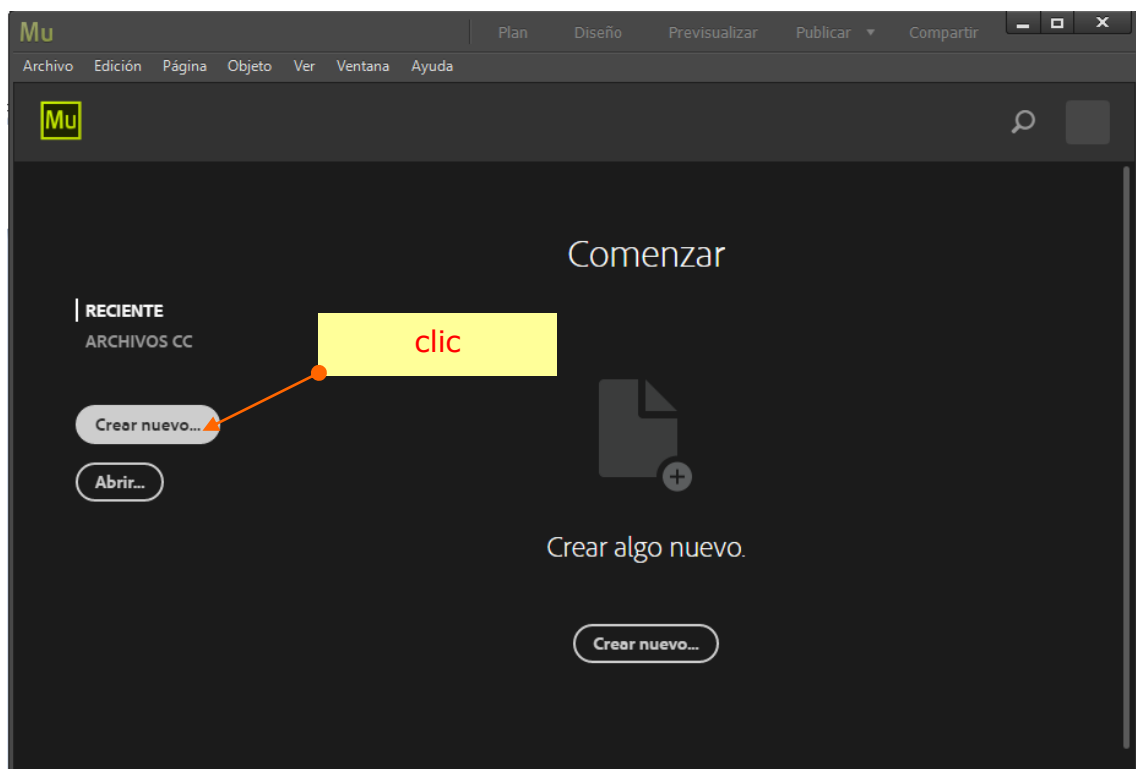 Mu
Plan Diseño Previsualizar Publicar Compartir
Archivo Edición Página Objeto Ver Ventana Ayuda
Mu
Comenzar
RECIENTE
ARCHIVOS CC
clic
Crear nuevo...
Abrir...
Crear algo nuevo.
Crear nuevo...